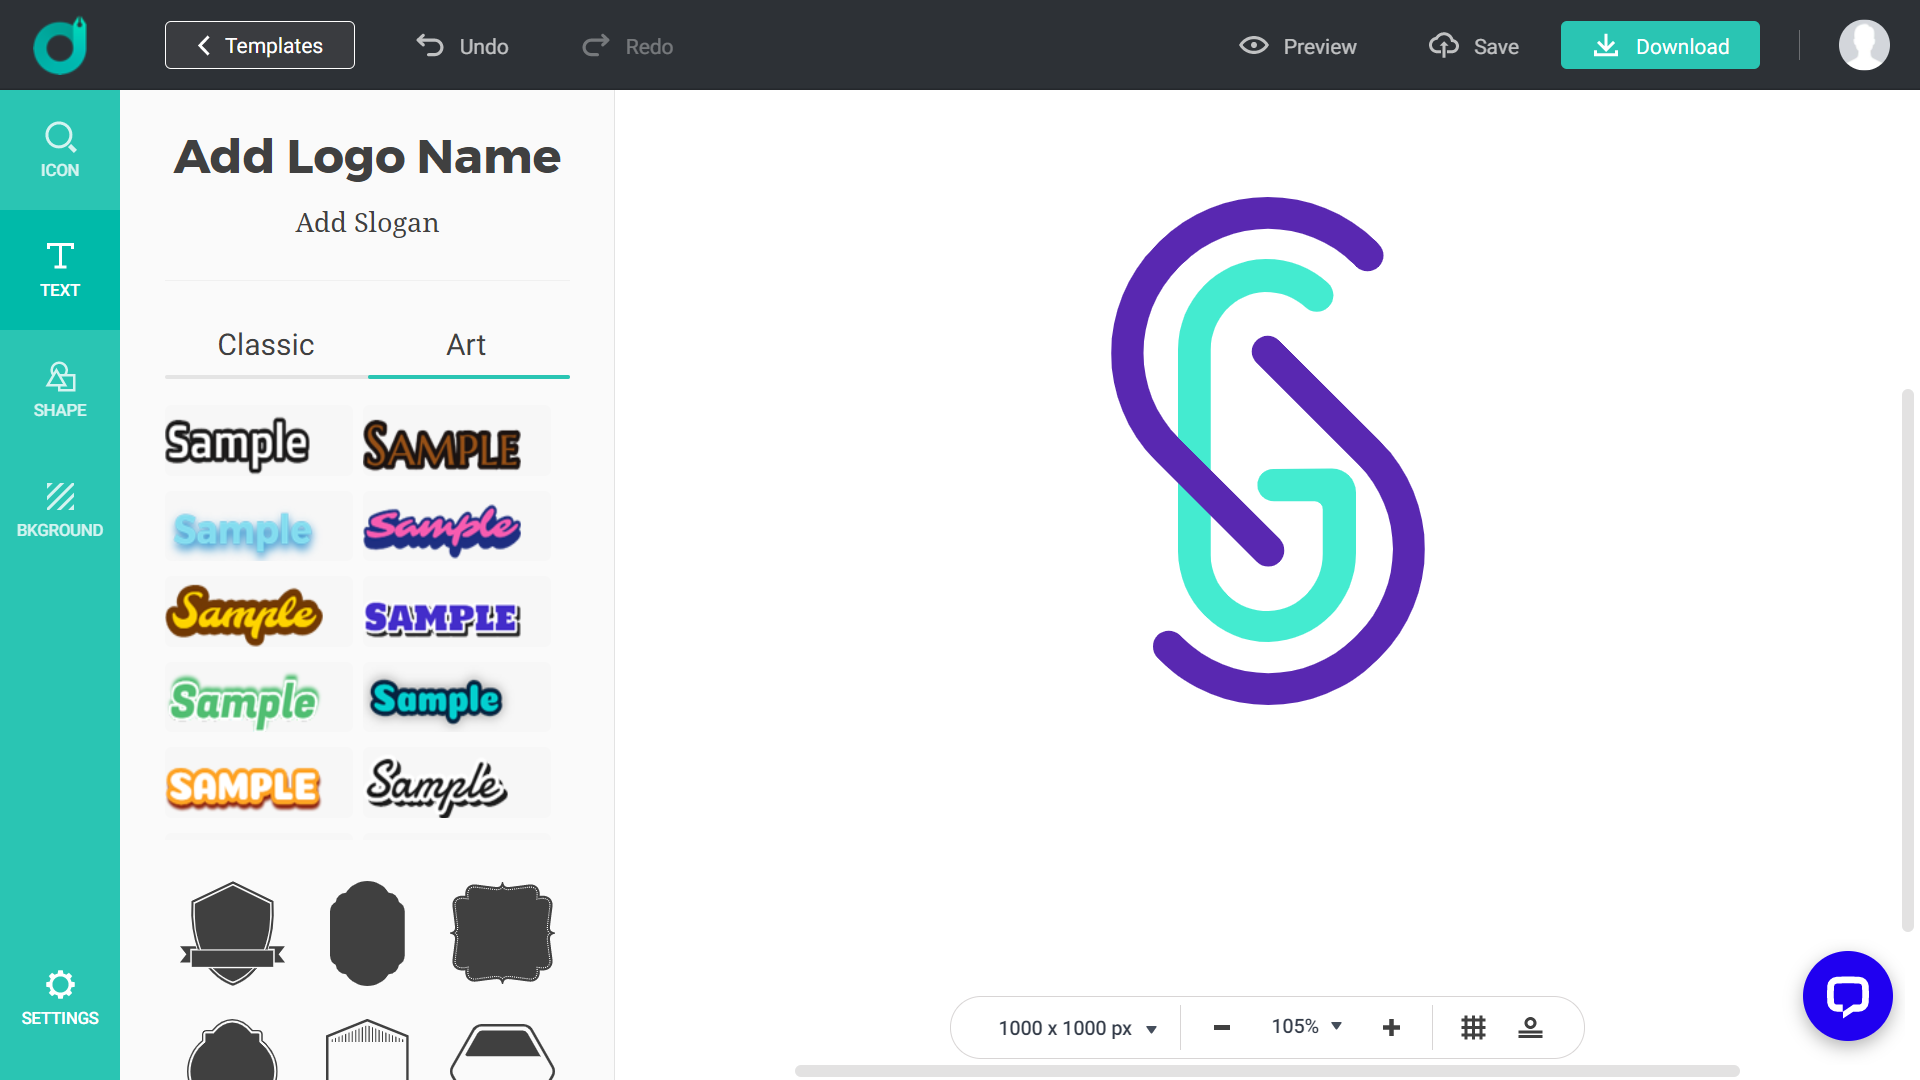 Templates
Undo
Redo
Preview
Save
Download
ICON
TEXT
SHAPE
BKGROUND
SETTINGS
Add Logo Name
Add Slogan
Classic
Art
Sample
SAMPLE
Sample
Sample
Sample
SAMPLE
Sample
Sample
SAMPLE
Sample
SG
1000 x 1000 px
105%